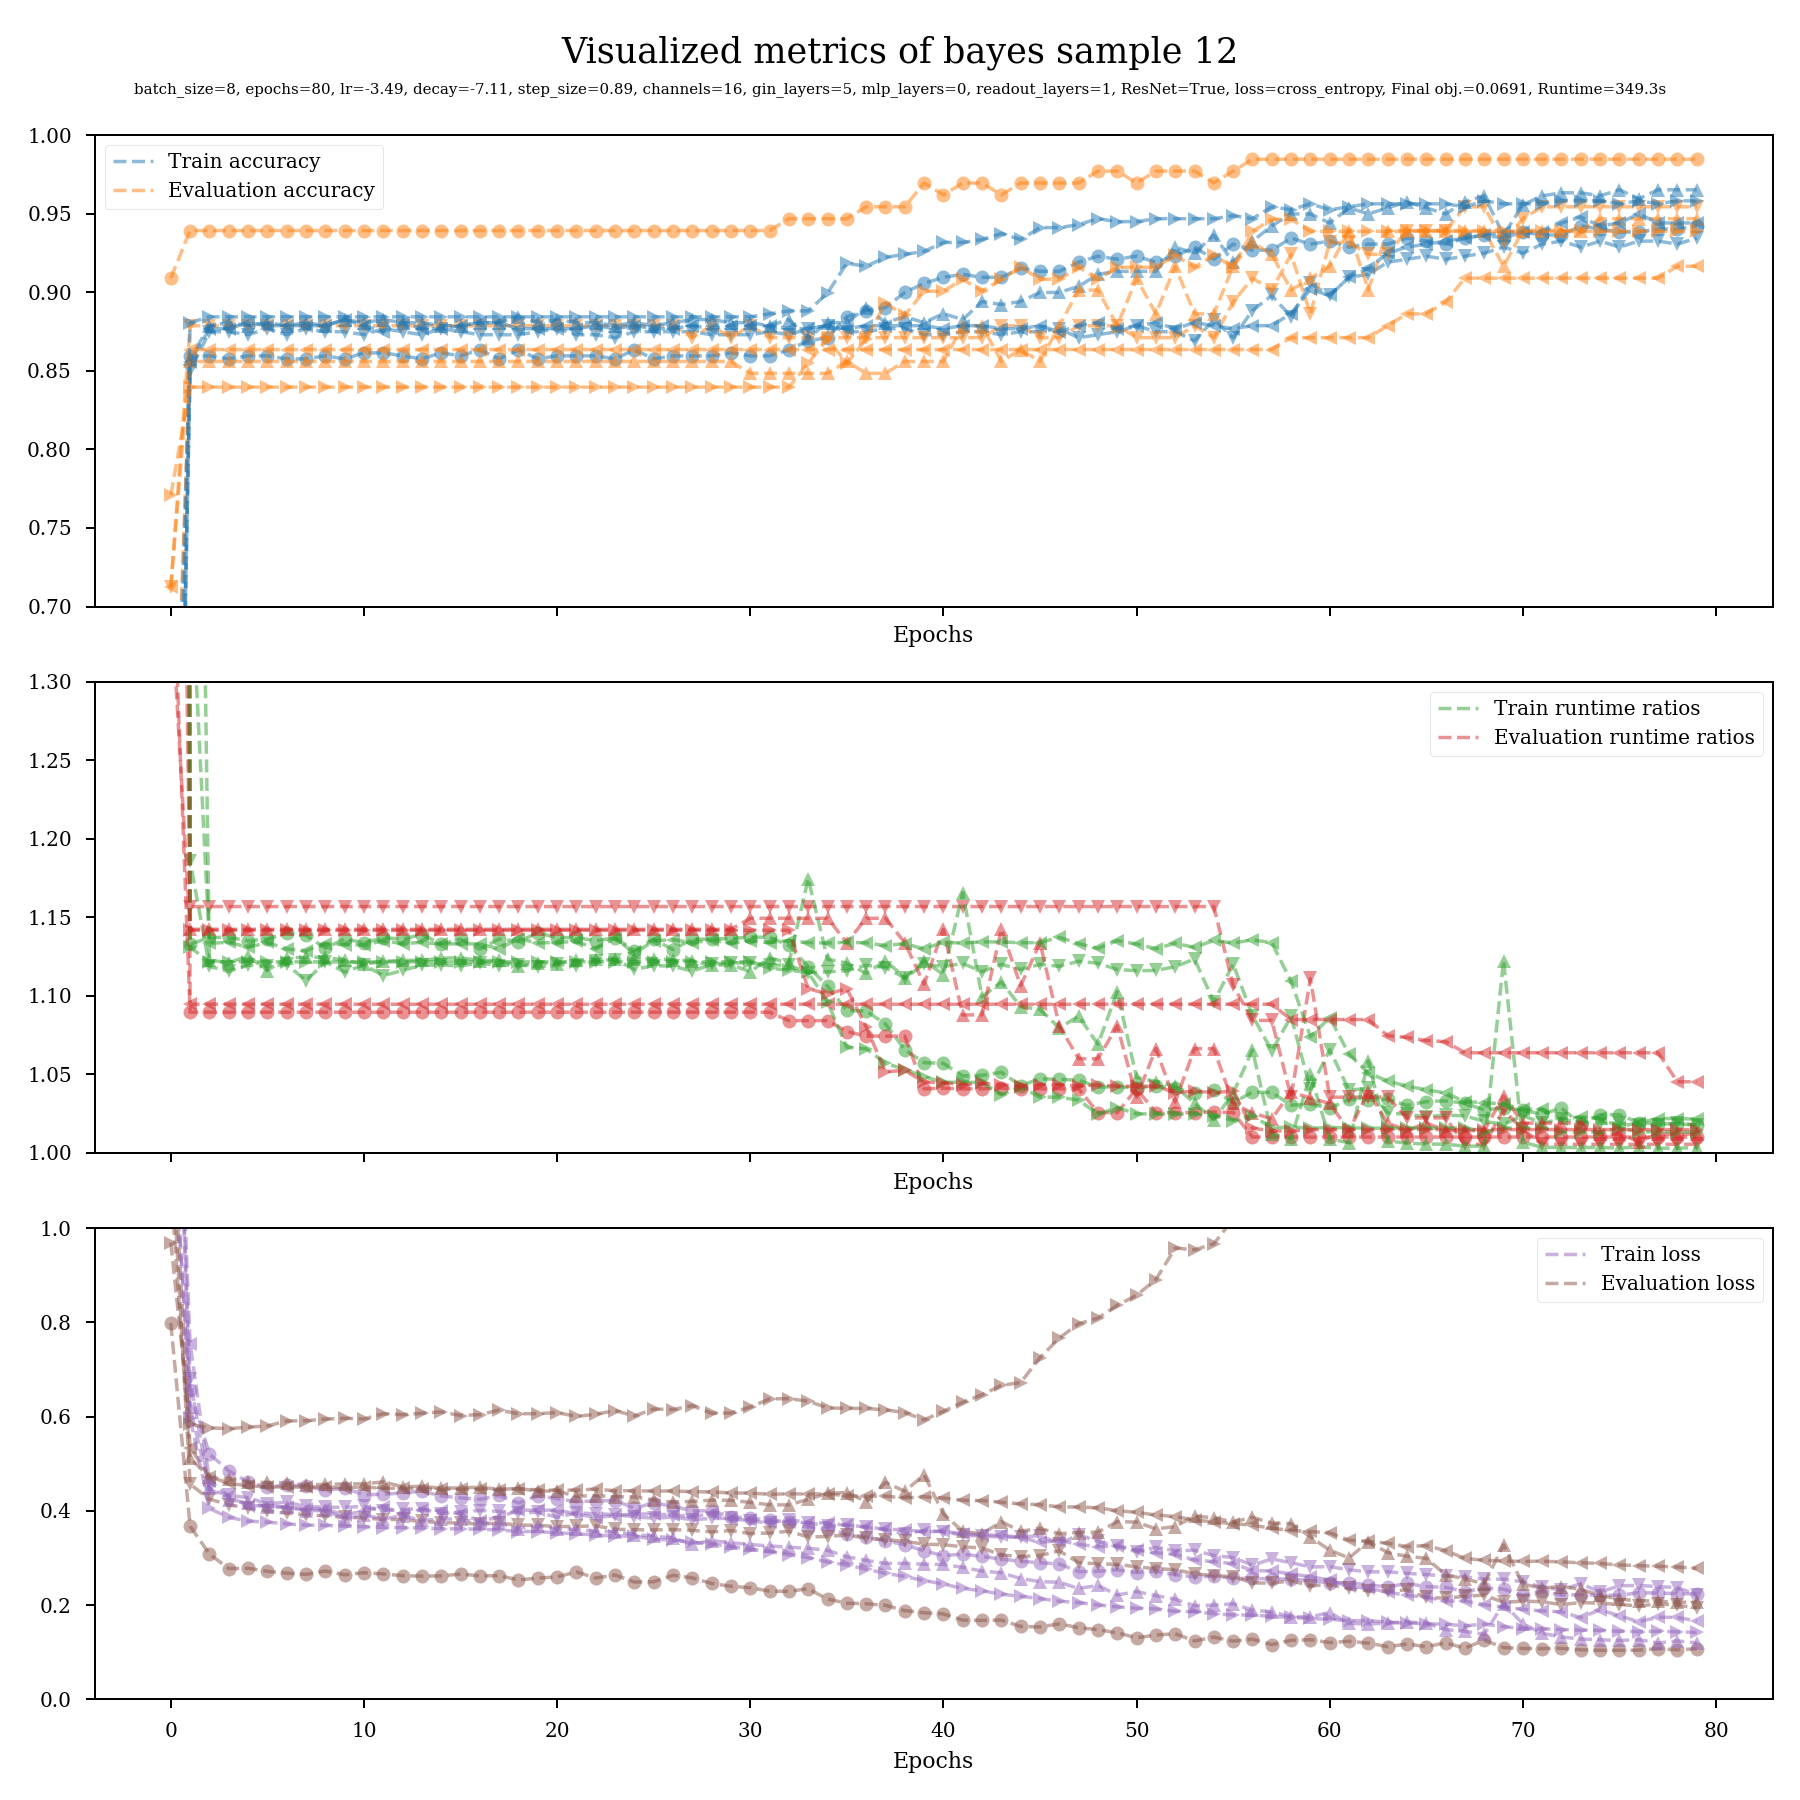 Visualized metrics of bayes sample 12
batch_size=8, epochs=80, lr=-3.49, decay=-7.11, step_size=0.89, channels=16, gin_layers=5, mlp_layers=0, readout_layers=1, ResNet=True, loss=cross_entropy, Final obj.=0.0691, Runtime=349.3s
1.00
0.95
0.90
0.85
0.80
0.75
0.70
Train accuracy
Evaluation accuracy
Epochs
1.30
1.25
1.20
1.15
1.10
1.05
1.00
Train runtime ratios
Evaluation runtime ratios
Epochs
1.0
0.8
0.6
0.4
0.2
0.0
Train loss
Evaluation loss
0 10 20 30 40 50 60 70 80
Epochs